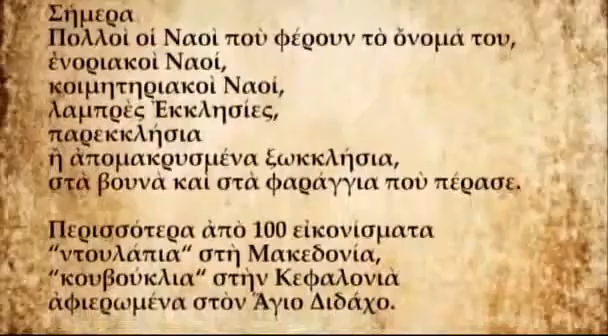 Σήμερα
Πολλοὶ οἱ Ναοὶ ποὺ φέρουν τὸ ὄνομά του,
ἐνοριακοὶ Ναοί,
κοιμητηριακοὶ Ναοί,
λαμπρὲς Ἐκκλησίες,
παρεκκλήσια
ἢ ἀπομακρυσμένα ξωκκλήσια,
στὰ βουνὰ καὶ στὰ φαράγγια ποὺ πέρασε.
Περισσότερα ἀπὸ 100 εἰκονίσματα
“ντουλάπια“ στὴ Μακεδονία,
“κουβούκλια“ στὴν Κεφαλονιὰ
ἀφιερωμένα στὸν Ἅγιο Διδάχο.